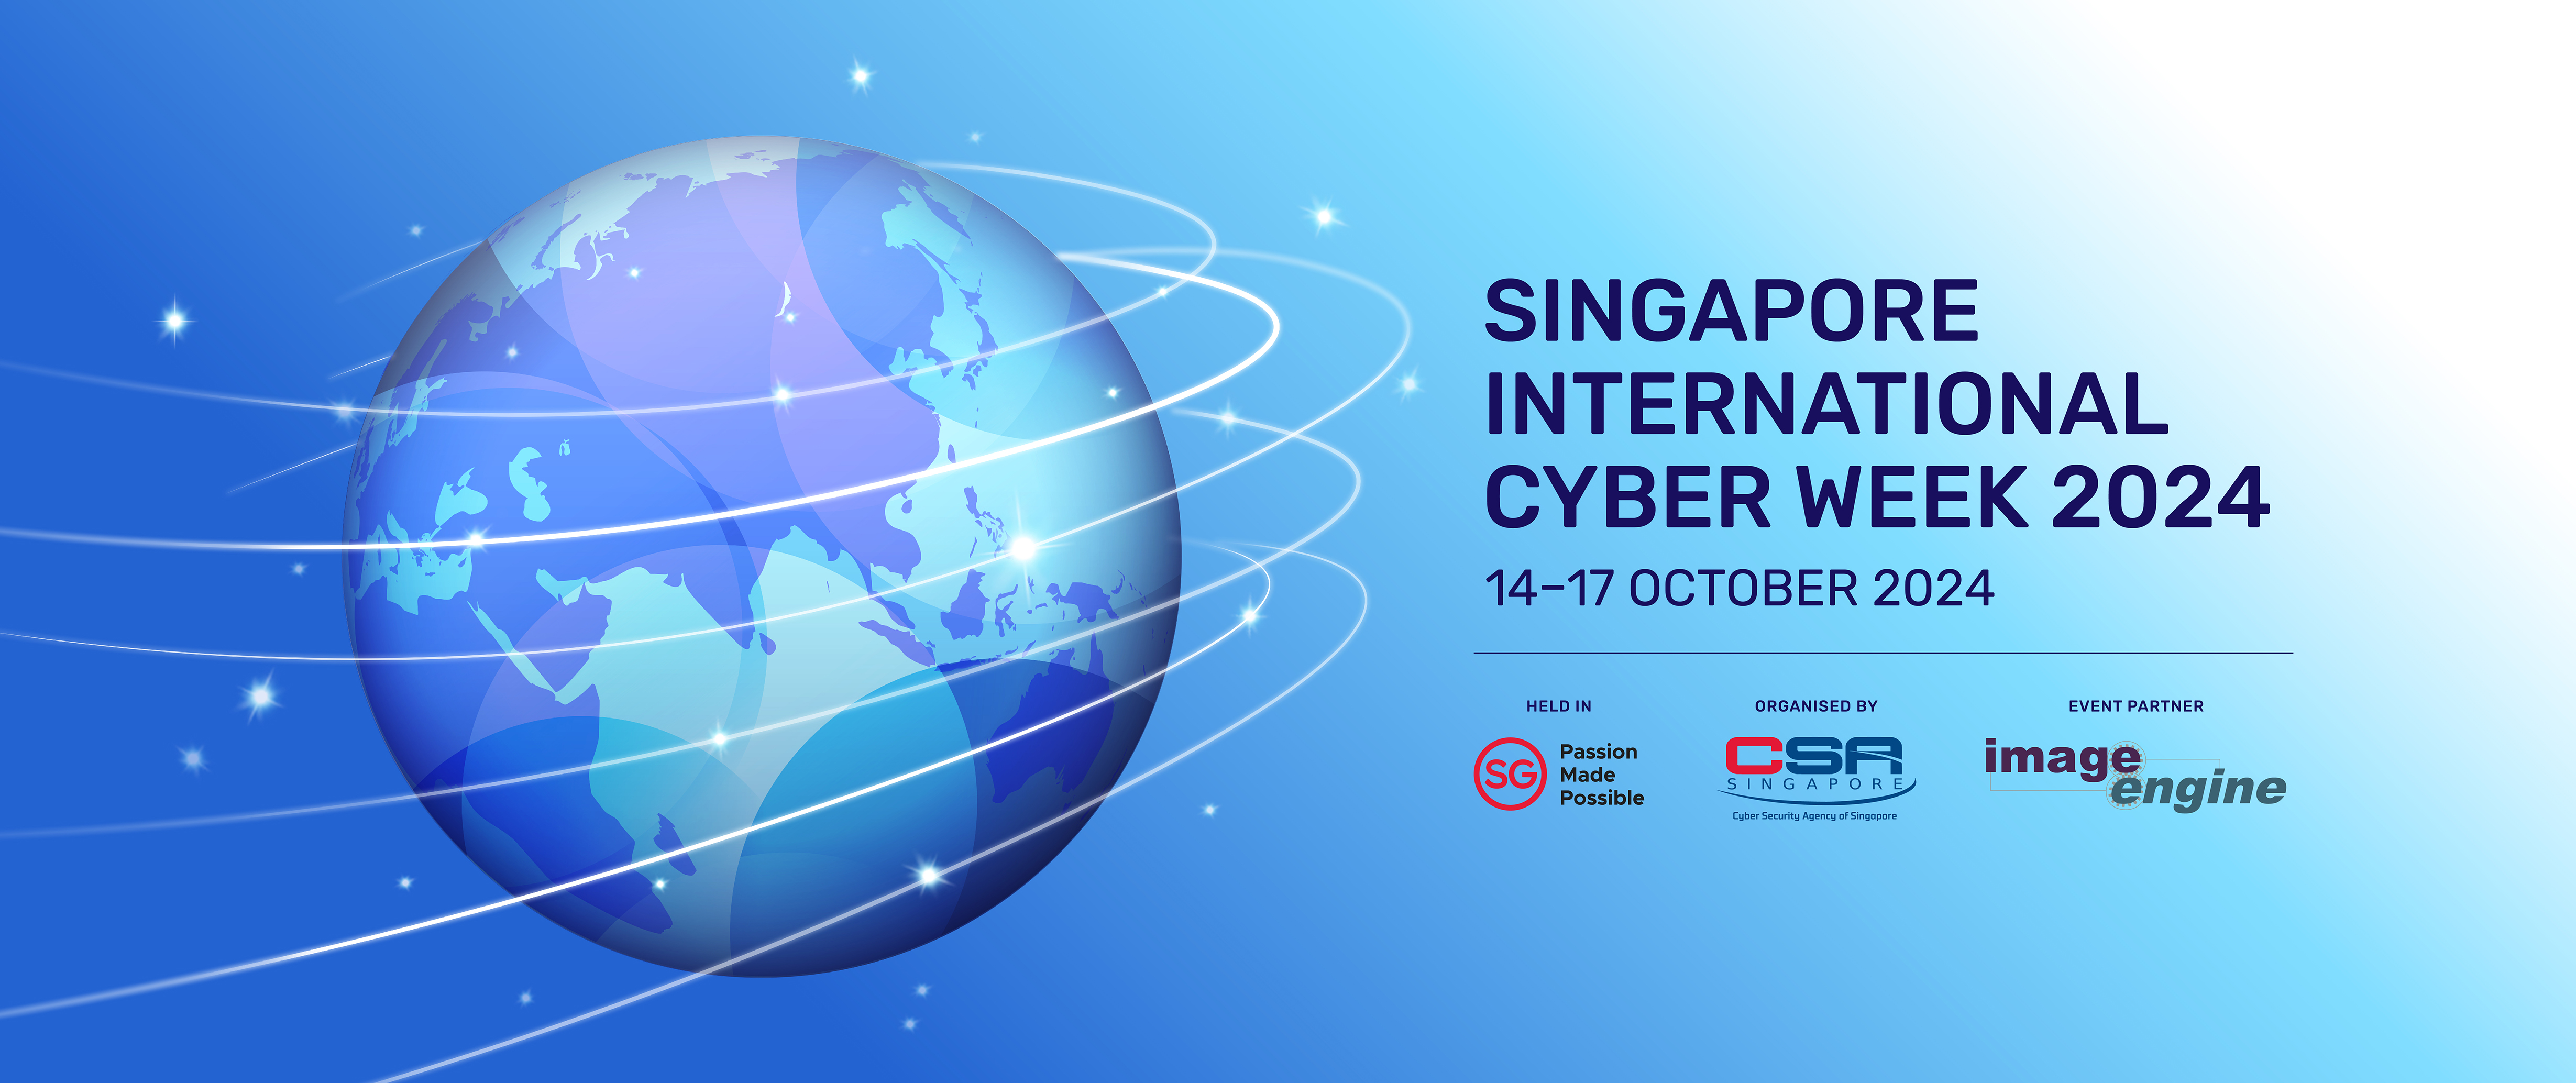 SINGAPORE
INTERNATIONAL
CYBER WEEK 2024
14–17 OCTOBER 2024
HELD IN
SG
Passion
Made
Possible
ORGANISED BY
CSA
SINGAPORE
Cyber Security Agency of Singapore
EVENT PARTNER
image
engine